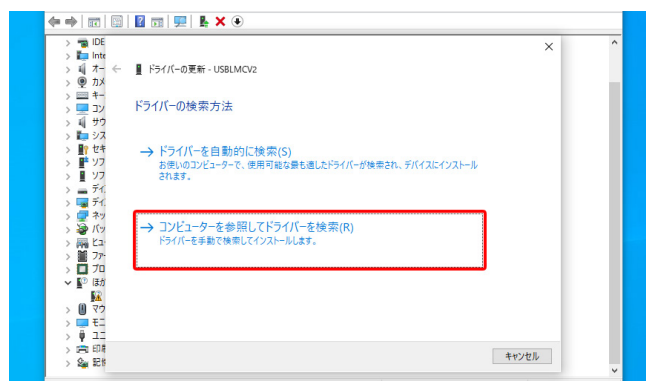 IDE
Inte
オー
ドライバーの更新 - USBLMCV2
カメ
キー
コン
ドライバーの検索方法
サウ
シス
セキ
ドライバーを自動的に検索(S)
お使いのコンピューターで、使用可能な最も適したドライバーが検索され、デバイスにインストール
されます。
ソフ
ソフ
ディ
ディ
ネッ
コンピューターを参照してドライバーを検索(R)
ドライバーを手動で検索してインストールします。
バッ
ヒュー
ファ
プロ
ほか
マウ
モニ
ユニ
印刷
記憶
キャンセル